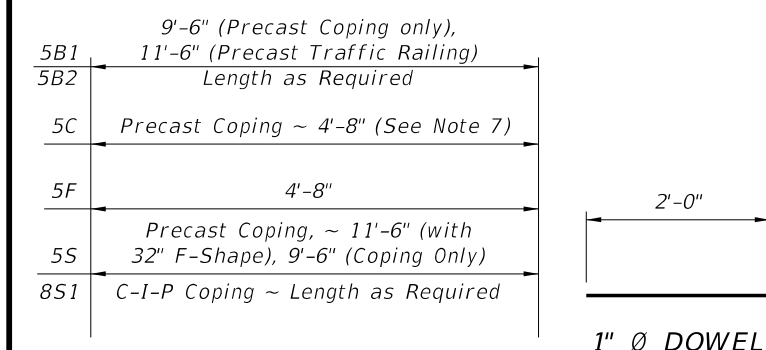 9'-6" (Precast Coping only),
5B1 11'-6" (Precast Traffic Railing)
5B2 Length as Required
5C Precast Coping ~ 4'-8" (See Note 7)
5F 4'-8"
2'-0"
Precast Coping, ~ 11'-6" (with
5S 32" F-Shape), 9'-6" (Coping Only)
8S1 C-I-P Coping ~ Length as Required
1" Ø DOWEL